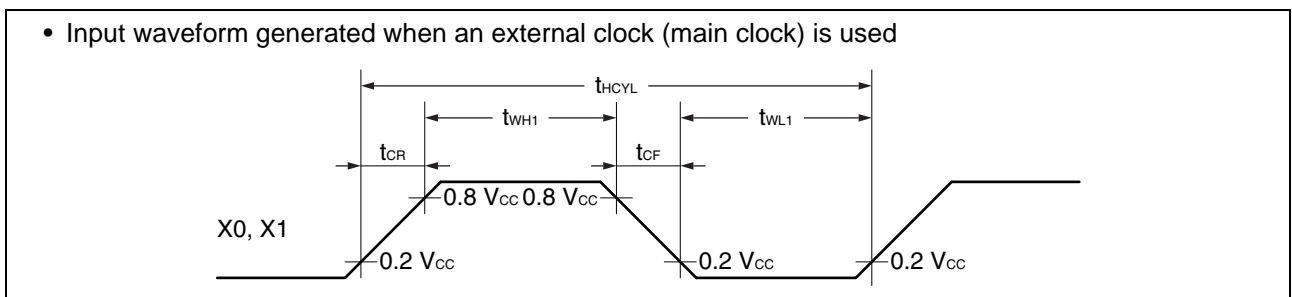 • Input waveform generated when an external clock (main clock) is used
tHCYL
tWH1
tWL1
tCR
tCF
0.8 VCC 0.8 VCC
X0, X1
0.2 VCC
0.2 VCC
0.2 VCC